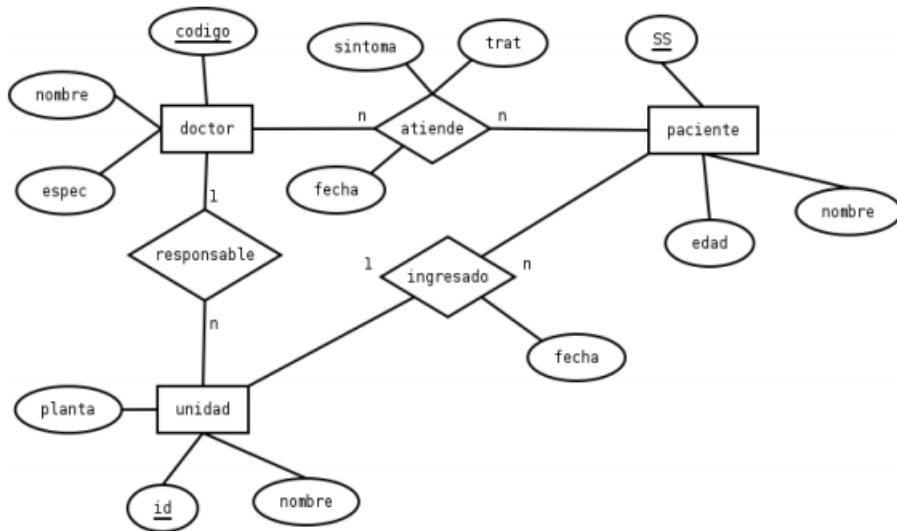 codigo
sintoma
trat
SS
nombre
doctor
n
atiende
n
paciente
espec
fecha
1
nombre
edad
responsable
1
ingresado
n
n
fecha
planta
unidad
id
nombre